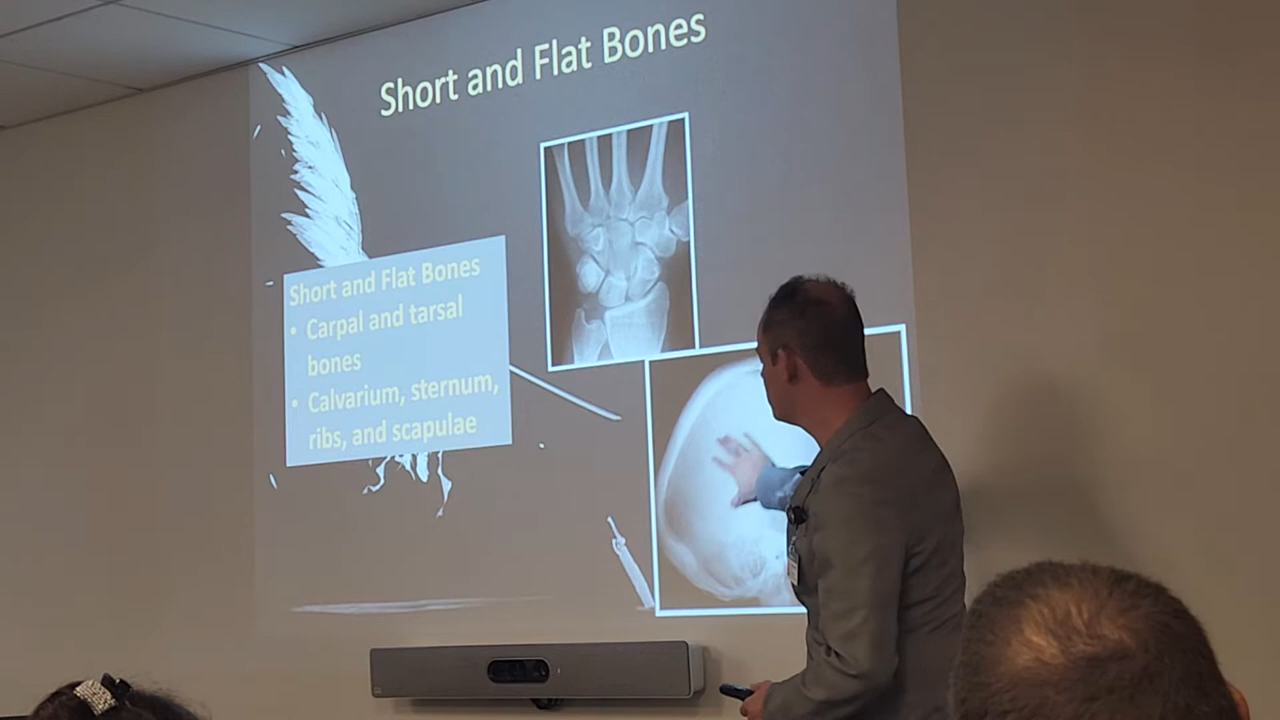 Short and Flat Bones
Short and Flat Bones
• Carpal and tarsal
bones
• Calvarium, sternum,
ribs, and scapulae